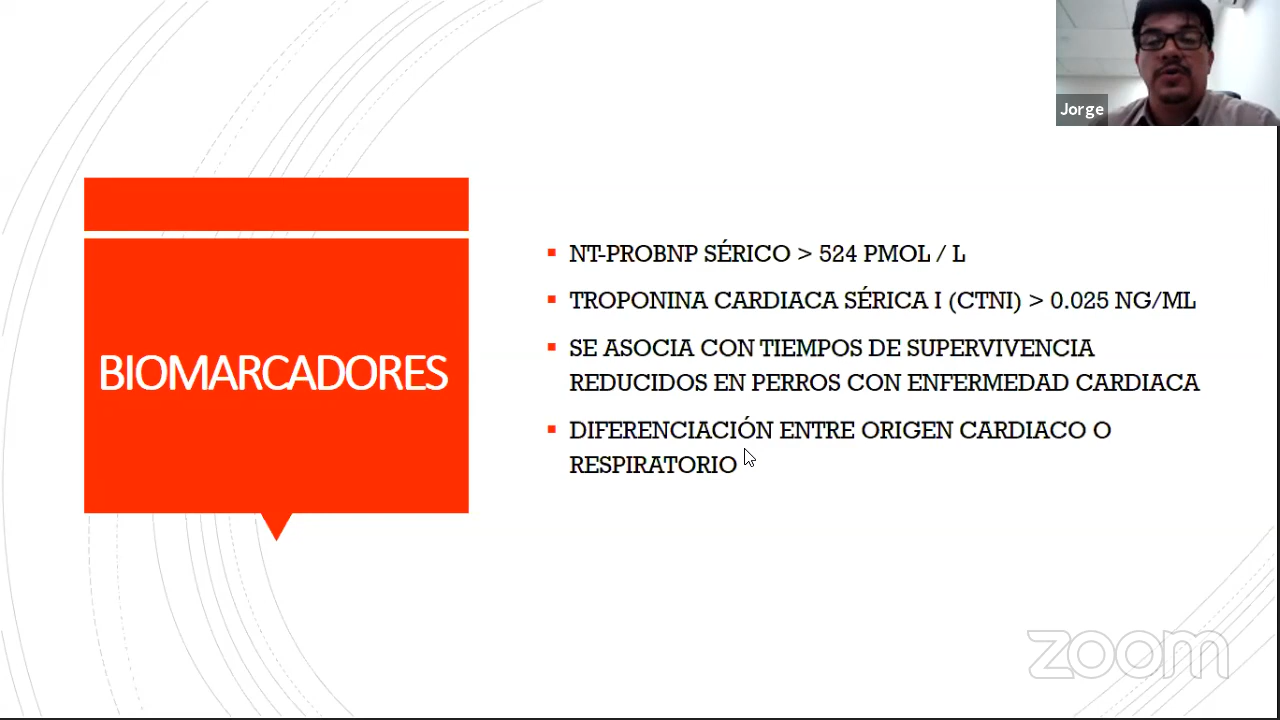 Jorge
BIOMARCADORES
NT-PROBNP SÉRICO > 524 PMOL / L
TROPONINA CARDIACA SÉRICA I (CTNI) > 0.025 NG/ML
SE ASOCIA CON TIEMPOS DE SUPERVIVENCIA
REDUCIDOS EN PERROS CON ENFERMEDAD CARDIACA
DIFERENCIACIÓN ENTRE ORIGEN CARDIACO O
RESPIRATORIO
zoom